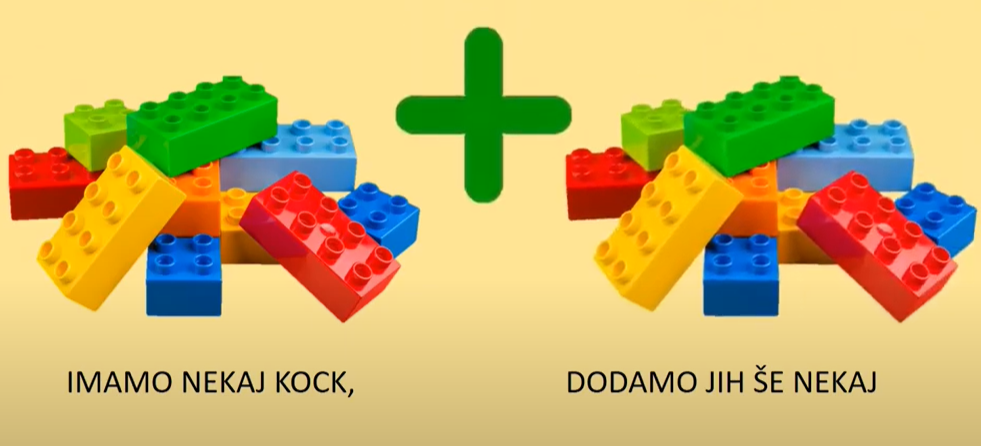 IMAMO NEKAJ KOCK,
DODAMO JIH ŠE NEKAJ